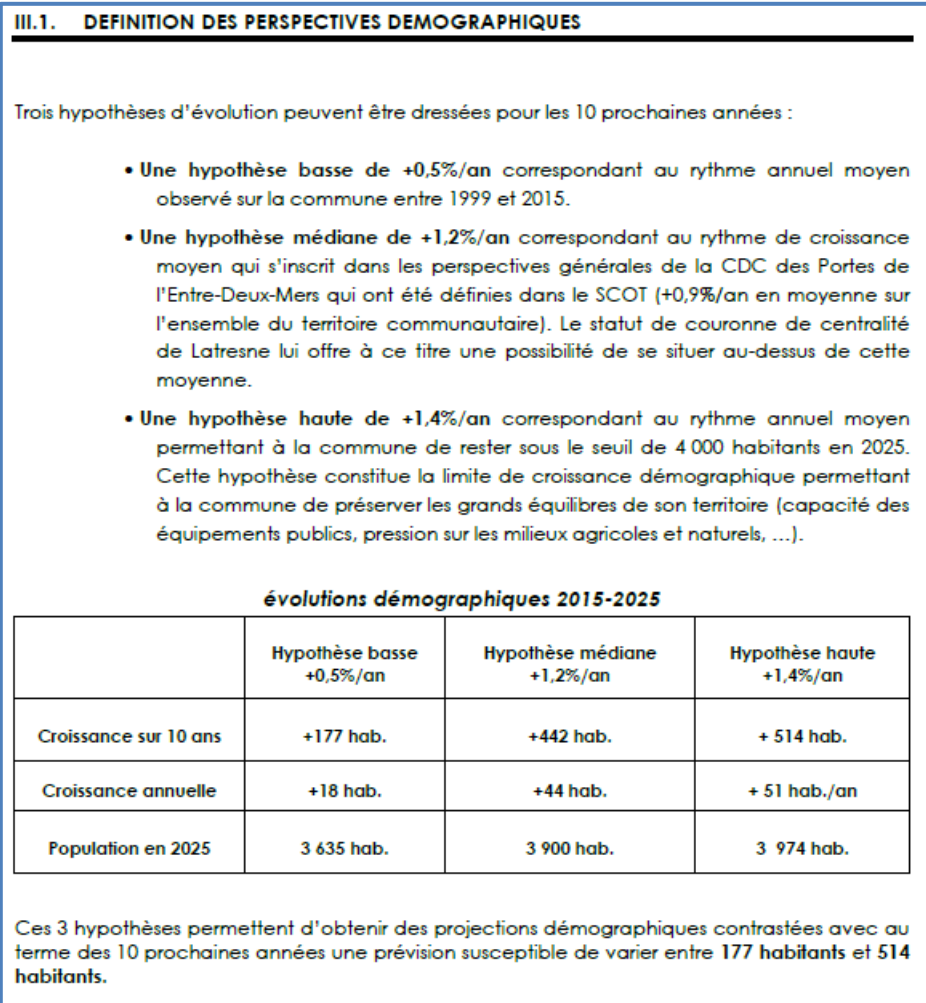 III.1. DEFINITION DES PERSPECTIVES DEMOGRAPHIQUES
Trois hypothèses d'évolution peuvent être dressées pour les 10 prochaines années :
• Une hypothèse basse de +0,5%/an correspondant au rythme annuel moyen
observé sur la commune entre 1999 et 2015.
• Une hypothèse médiane de +1,2%/an correspondant au rythme de croissance
moyen qui s'inscrit dans les perspectives générales de la CDC des Portes de
l'Entre-Deux-Mers qui ont été définies dans le SCOT (+0,9%/an en moyenne sur
l'ensemble du territoire communautaire). Le statut de couronne de centralité
de Latresne lui offre à ce titre une possibilité de se situer au-dessus de cette
moyenne.
• Une hypothèse haute de +1,4%/an correspondant au rythme annuel moyen
permettant à la commune de rester sous le seuil de 4 000 habitants en 2025.
Cette hypothèse constitue la limite de croissance démographique permettant
à la commune de préserver les grands équilibres de son territoire (capacité des
équipements publics, pression sur les milieux agricoles et naturels, ...).
évolutions démographiques 2015-2025
Hypothèse basse Hypothèse médiane Hypothèse haute
+0,5%/an +1,2%/an +1,4%/an
Croissance sur 10 ans +177 hab. +442 hab. + 514 hab.
Croissance annuelle +18 hab. +44 hab. + 51 hab./an
Population en 2025 3 635 hab. 3 900 hab. 3 974 hab.
Ces 3 hypothèses permettent d'obtenir des projections démographiques contrastées avec au
terme des 10 prochaines années une prévision susceptible de varier entre 177 habitants et 514
habitants.